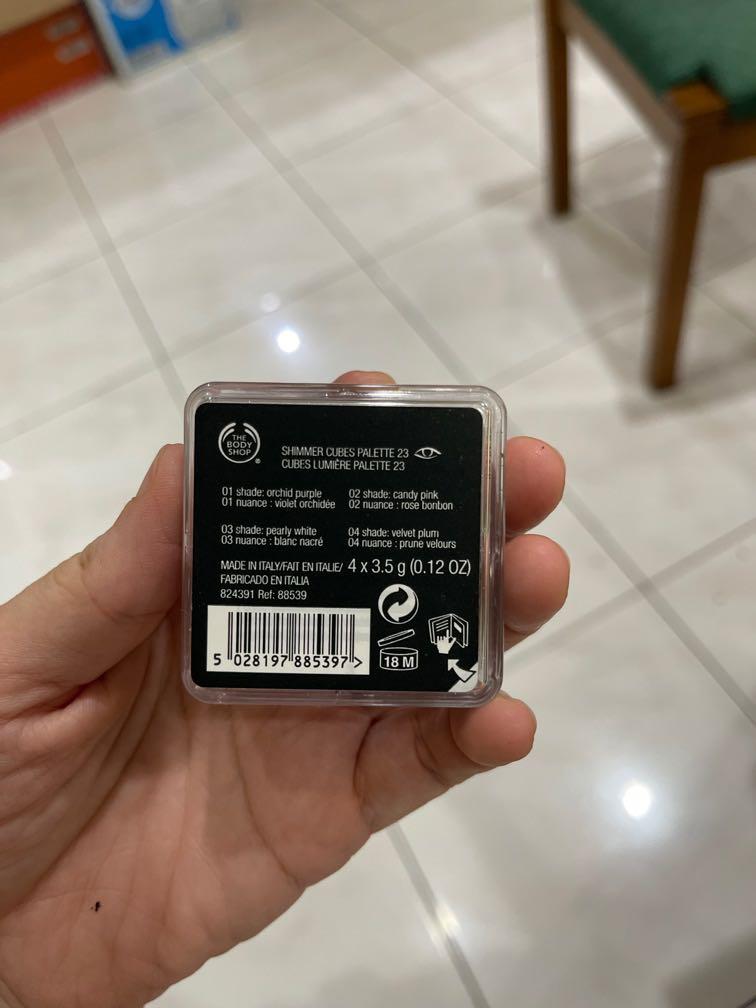 THE
BODY
SHOP
®
SHIMMER CUBES PALETTE 23
CUBES LUMIÈRE PALETTE 23
01 shade: orchid purple
01 nuance : violet orchidée
02 shade: candy pink
02 nuance : rose bonbon
03 shade: pearly white
03 nuance : blanc nacré
04 shade: velvet plum
04 nuance : prune velours
MADE IN ITALY/FAIT EN ITALIE/
FABRICADO EN ITALIA
4 x 3.5 g (0.12 OZ)
824391 Ref: 88539
5 028197 885397 >
18 M